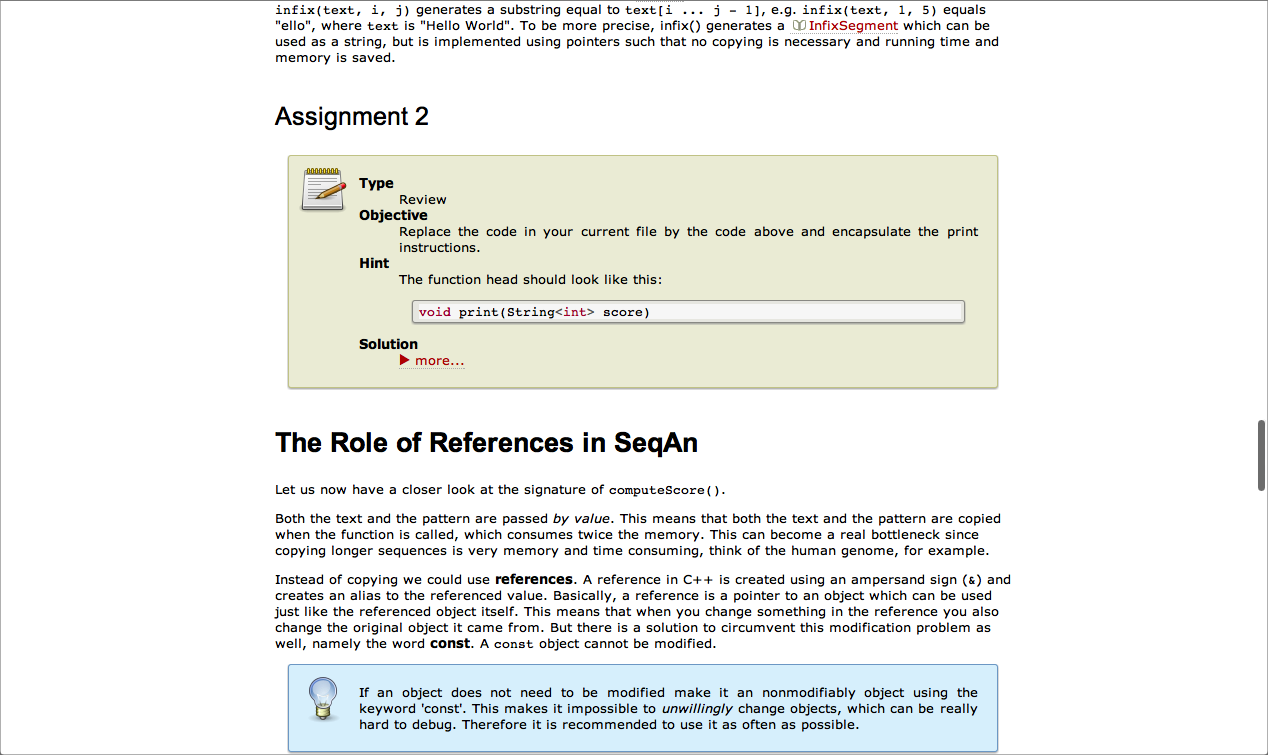 infix(text, i, j) generates a substring equal to text[i ... j - 1], e.g. infix(text, 1, 5) equals
"ello", where text is "Hello World". To be more precise, infix() generates a InfixSegment which can be
used as a string, but is implemented using pointers such that no copying is necessary and running time and
memory is saved.
Assignment 2
Type
Review
Objective
Replace the code in your current file by the code above and encapsulate the print
instructions.
Hint
The function head should look like this:
void print(String<int> score)
Solution
more...
The Role of References in SeqAn
Let us now have a closer look at the signature of computeScore().
Both the text and the pattern are passed by value. This means that both the text and the pattern are copied
when the function is called, which consumes twice the memory. This can become a real bottleneck since
copying longer sequences is very memory and time consuming, think of the human genome, for example.
Instead of copying we could use references. A reference in C++ is created using an ampersand sign (&) and
creates an alias to the referenced value. Basically, a reference is a pointer to an object which can be used
just like the referenced object itself. This means that when you change something in the reference you also
change the original object it came from. But there is a solution to circumvent this modification problem as
well, namely the word const. A const object cannot be modified.
If an object does not need to be modified make it an nonmodifiably object using the
keyword 'const'. This makes it impossible to unwillingly change objects, which can be really
hard to debug. Therefore it is recommended to use it as often as possible.